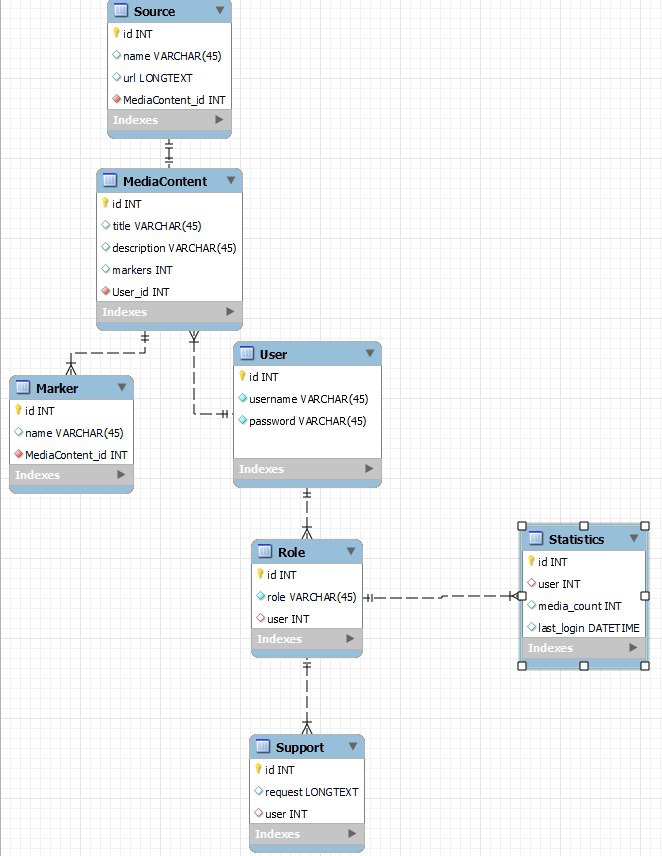 Source
id INT
name VARCHAR(45)
url LONGTEXT
MediaContent_id INT
Indexes
MediaContent
id INT
title VARCHAR(45)
description VARCHAR(45)
markers INT
User_id INT
Indexes
Marker
id INT
name VARCHAR(45)
MediaContent_id INT
Indexes
User
id INT
username VARCHAR(45)
password VARCHAR(45)
Indexes
Role
id INT
role VARCHAR(45)
user INT
Indexes
Statistics
id INT
user INT
media_count INT
last_login DATETIME
Indexes
Support
id INT
request LONGTEXT
user INT
Indexes